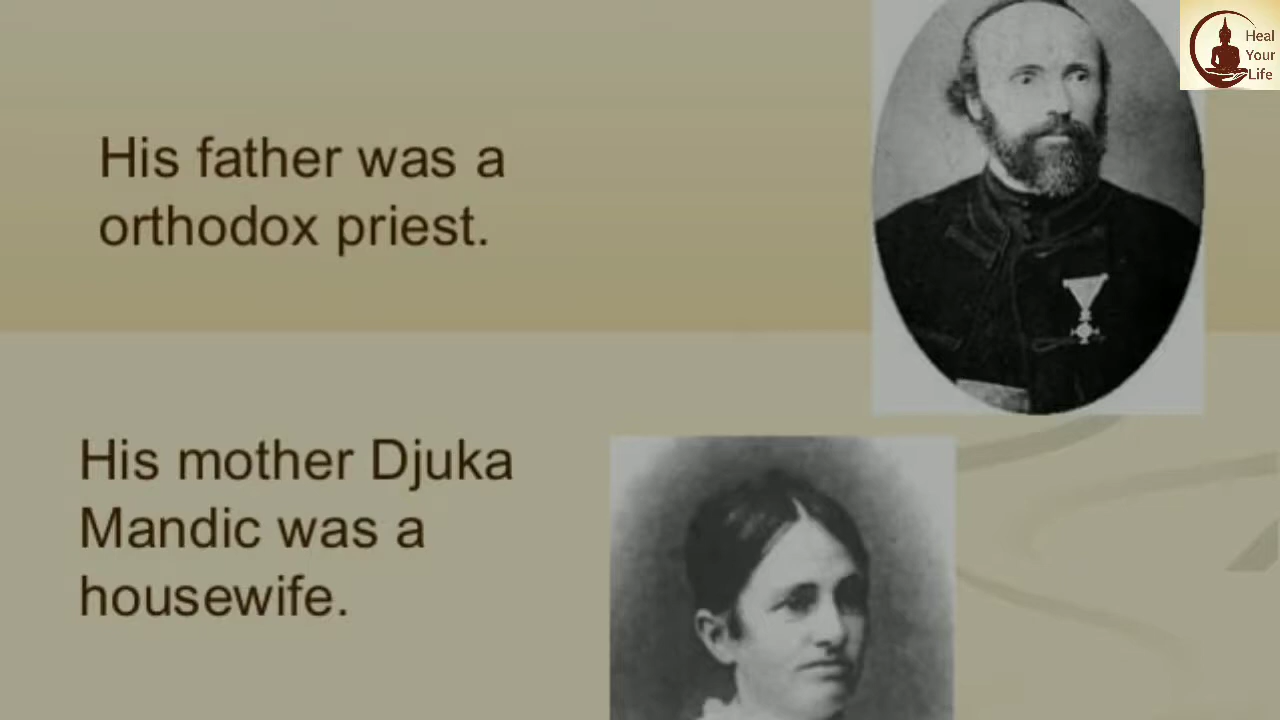 His father was a
orthodox priest.
His mother Djuka
Mandic was a
housewife.
Heal
Your
Life